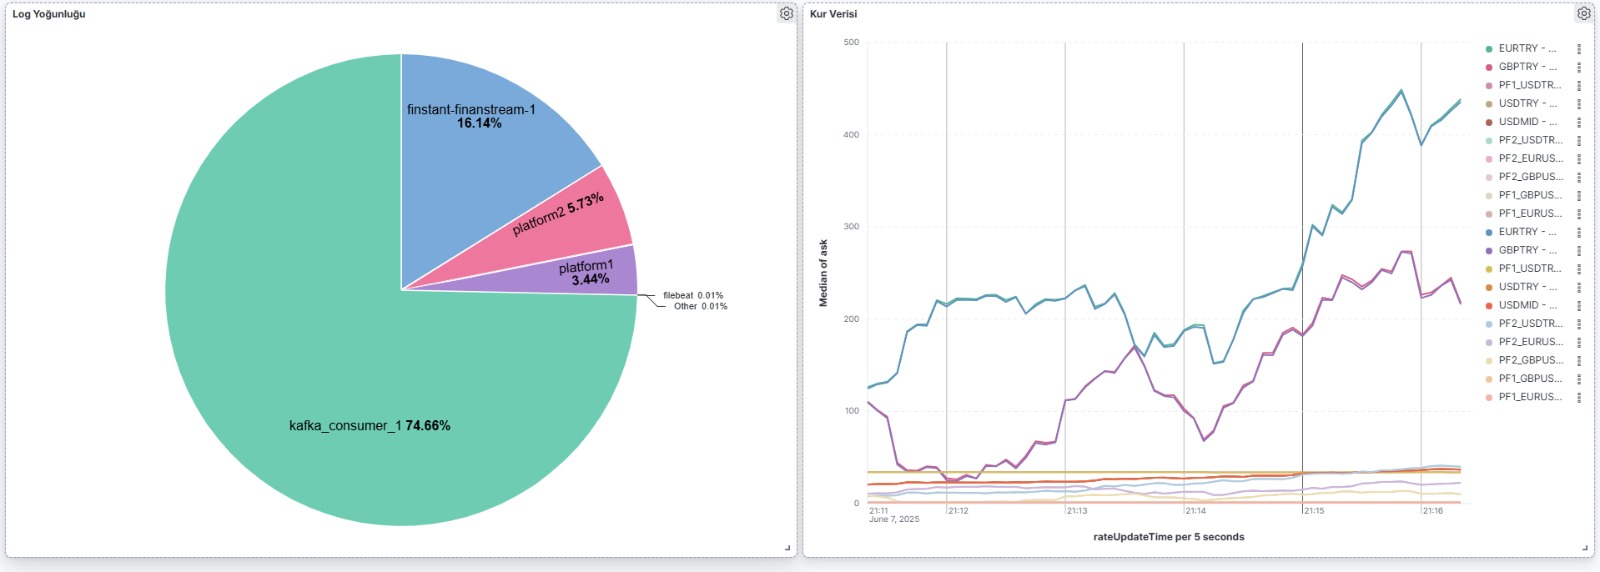 Log Yoğunluğu
finstant-finanstream-1
16.14%
platform2 5.73%
platform1
3.44%
filebeat 0.01%
Other 0.01%
kafka_consumer_1 74.66%
Kur Verisi
Median of ask
500
400
300
200
100
0
21:11
June 7, 2025
21:12
21:13
21:14
21:15
21:16
rateUpdateTime per 5 seconds
EURTRY - ...
GBPTRY - ...
PF1_USDTR...
USDTRY - ...
USDMID - ...
PF2_USDTR...
PF2_EURUS...
PF2_GBPUS...
PF1_GBPUS...
PF1_EURUS...
EURTRY - ...
GBPTRY - ...
PF1_USDTR...
USDTRY - ...
USDMID - ...
PF2_USDTR...
PF2_EURUS...
PF2_GBPUS...
PF1_GBPUS...
PF1_EURUS...